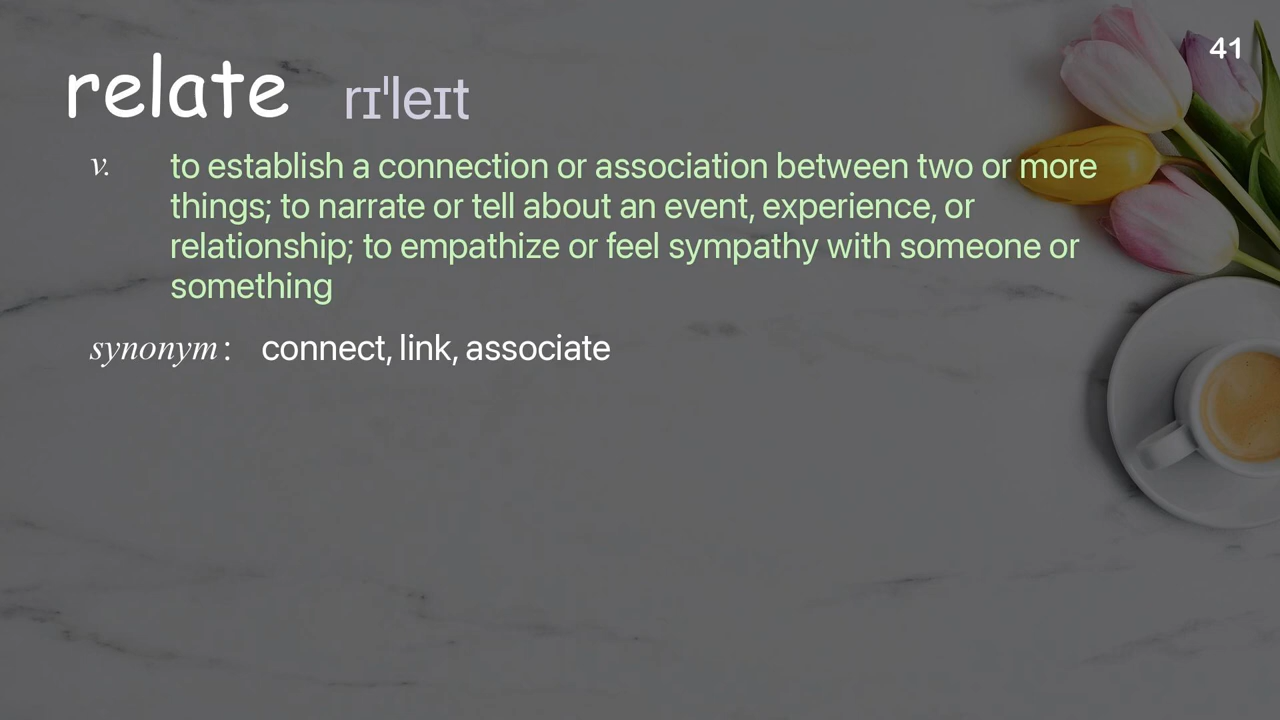 41
relate rɪˈleɪt
v. to establish a connection or association between two or more
things; to narrate or tell about an event, experience, or
relationship; to empathize or feel sympathy with someone or
something
synonym : connect, link, associate